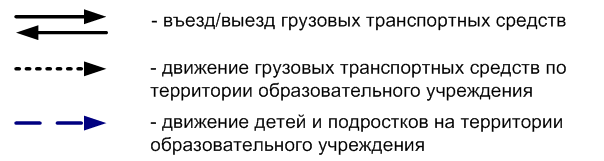 - въезд/выезд грузовых транспортных средств
- движение грузовых транспортных средств по
территории образовательного учреждения
- движение детей и подростков на территории
образовательного учреждения